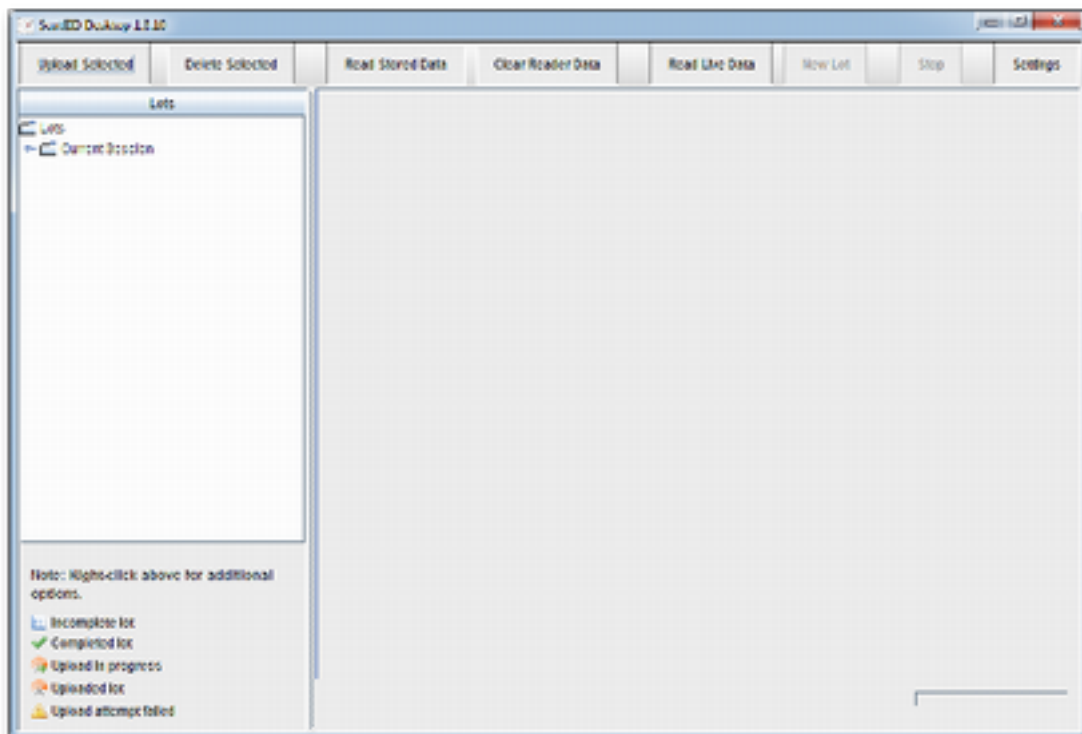 Desktop 1.0.10
Upload Selected
Delete Selected
Read Stored Data
Clear Reader Data
Read Live Data
New Lot
Stop
Settings
Lots
Lots
Current Session
Note: Right-click above for additional
options.
Incomplete lot
Completed lot
Upload in progress
Uploaded lot
Upload attempt failed